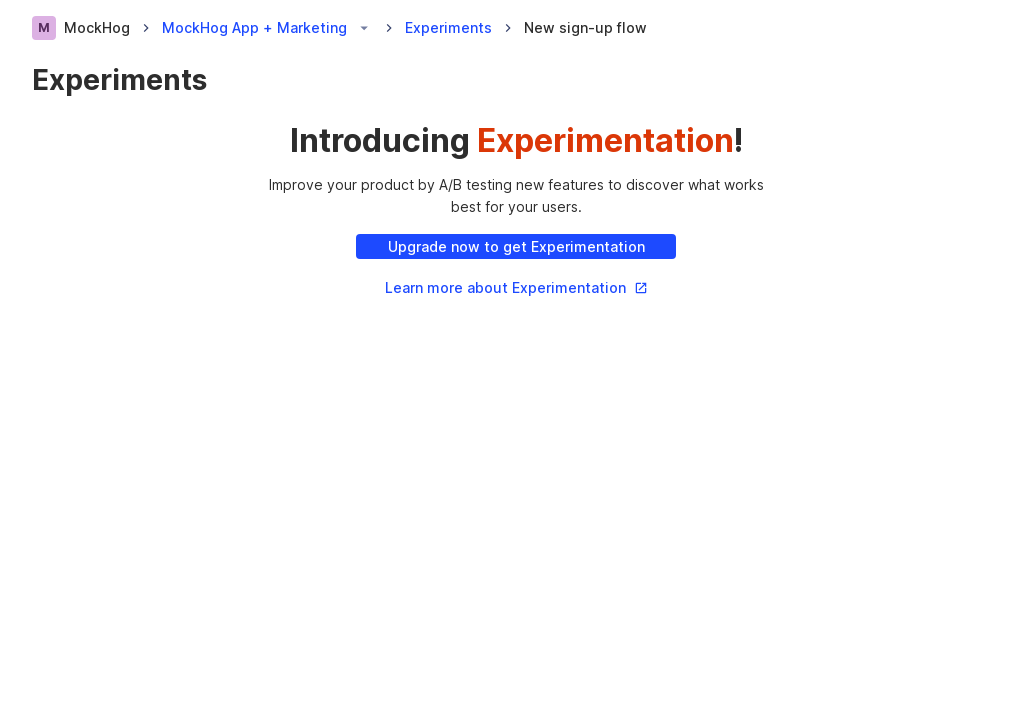 M MockHog MockHog App + Marketing Experiments New sign-up flow
Experiments
Introducing Experimentation!
Improve your product by A/B testing new features to discover what works
best for your users.
Upgrade now to get Experimentation
Learn more about Experimentation